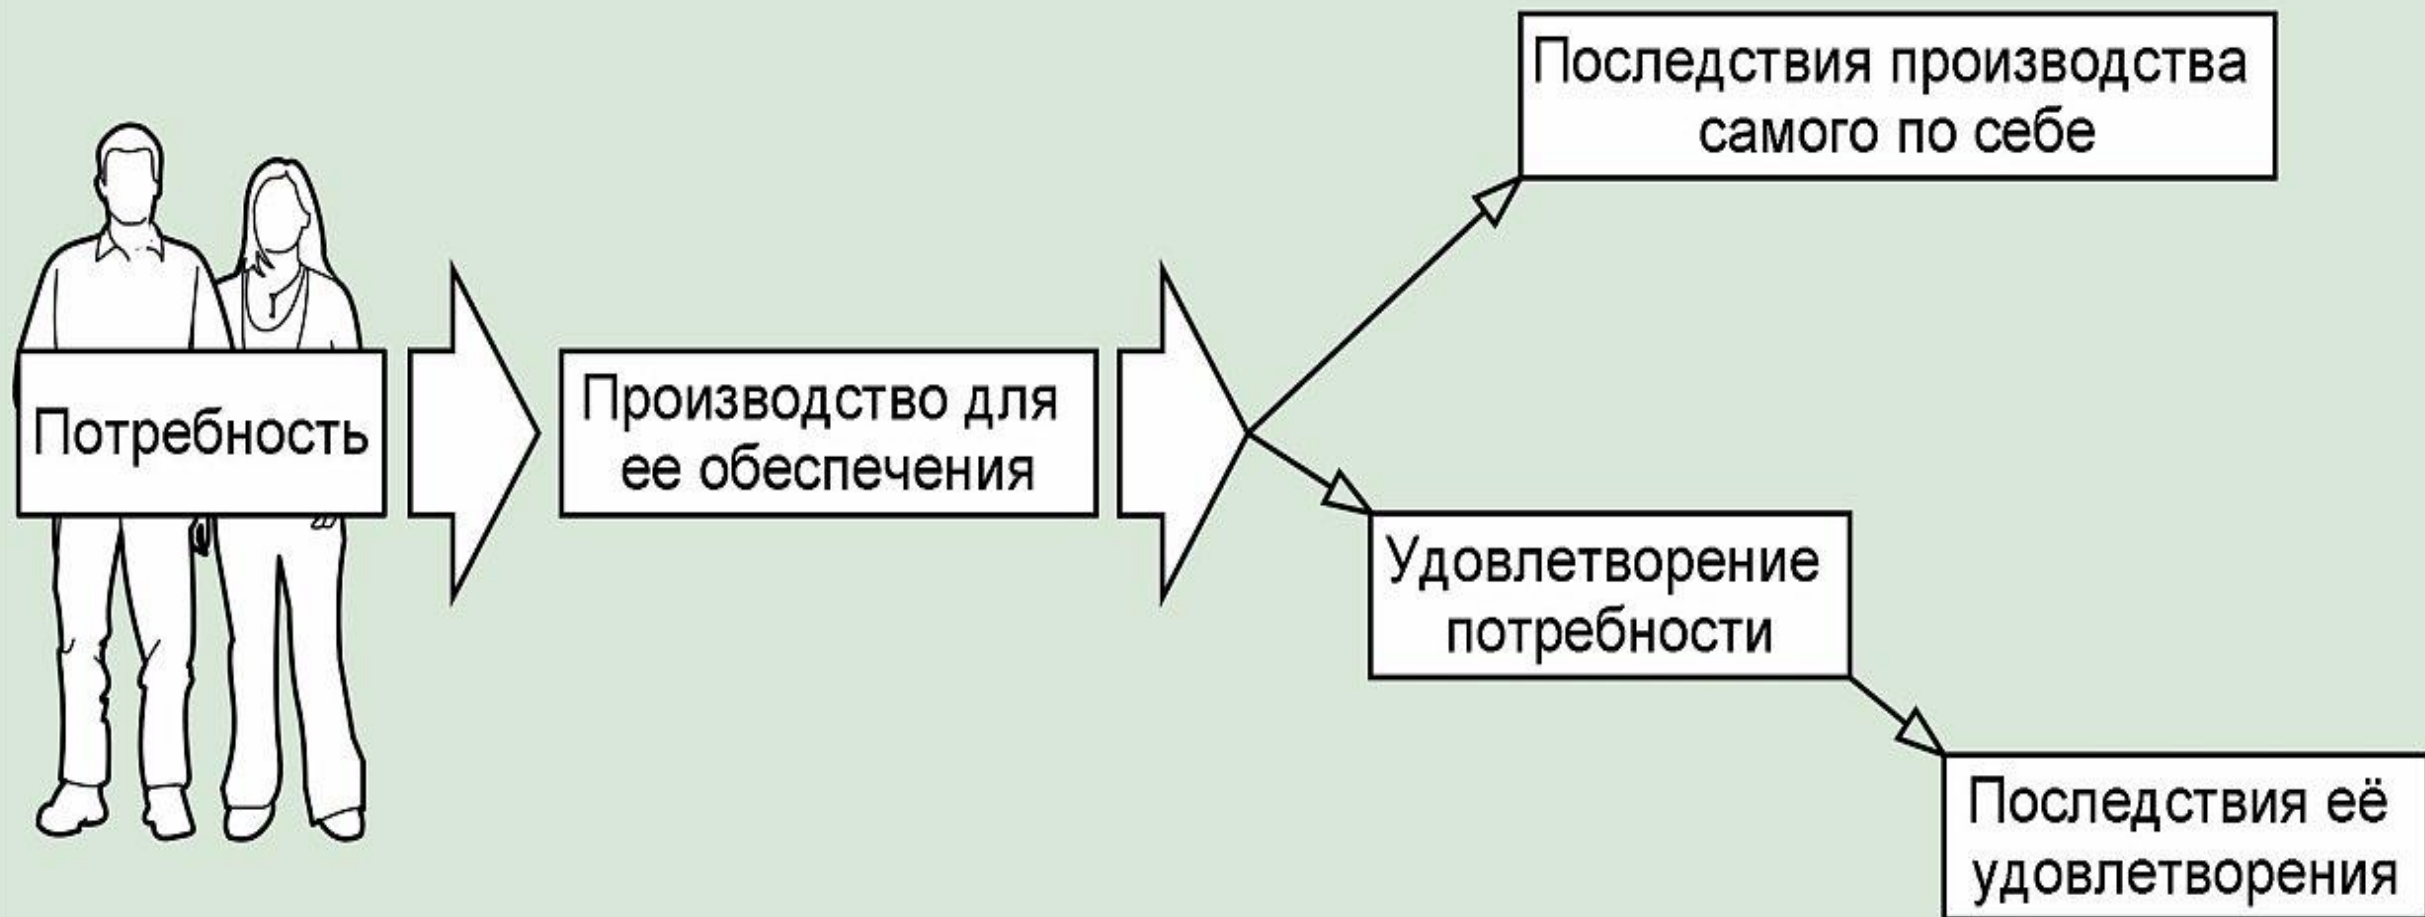 Последствия производства
самого по себе
Потребность
Производство для
ее обеспечения
Удовлетворение
потребности
Последствия её
удовлетворения